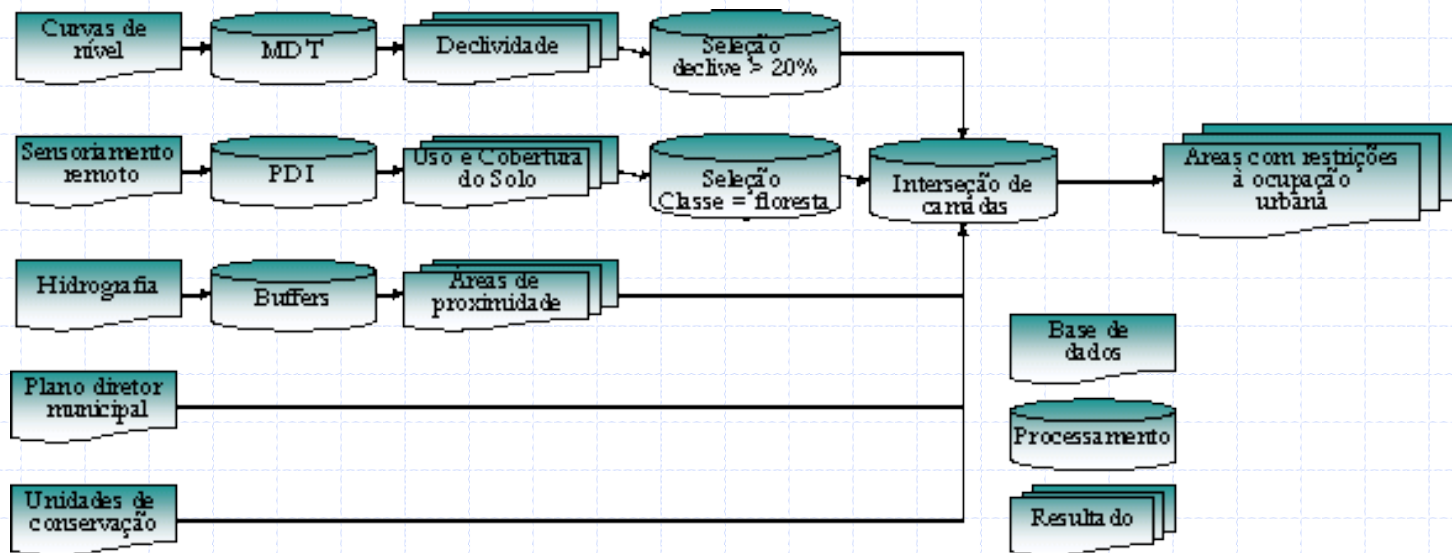 Curvas de
nível
MDT
Declividade
Seleção
declive > 20%
Sensoriamento
remoto
PDI
Uso e Cobertura
do Solo
Seleção
Classe = floresta
Interseção de
camadas
Areas com restrições
à ocupação
urbana
Hidrografia
Buffers
Áreas de
proximidade
Plano diretor
municipal
Unidades de
conservação
Base de
dados
Processamento
Resultado